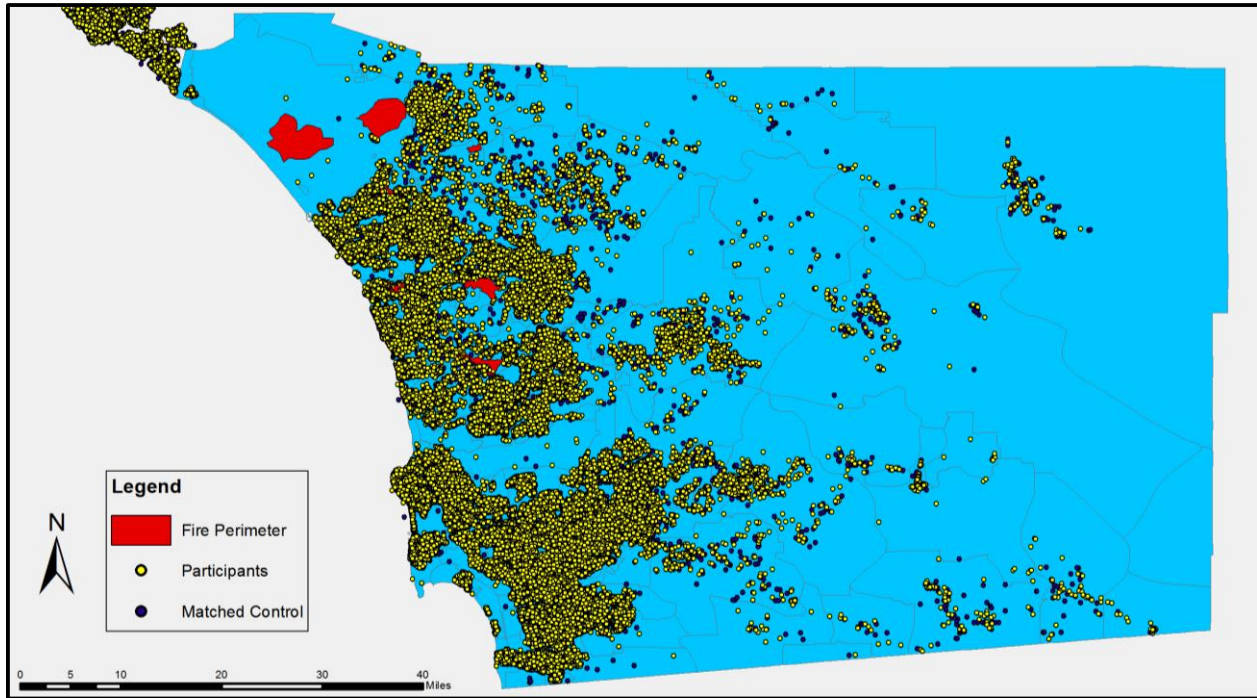 Legend
Fire Perimeter
Participants
Matched Control
N
0 5 10 20 30 40
Miles